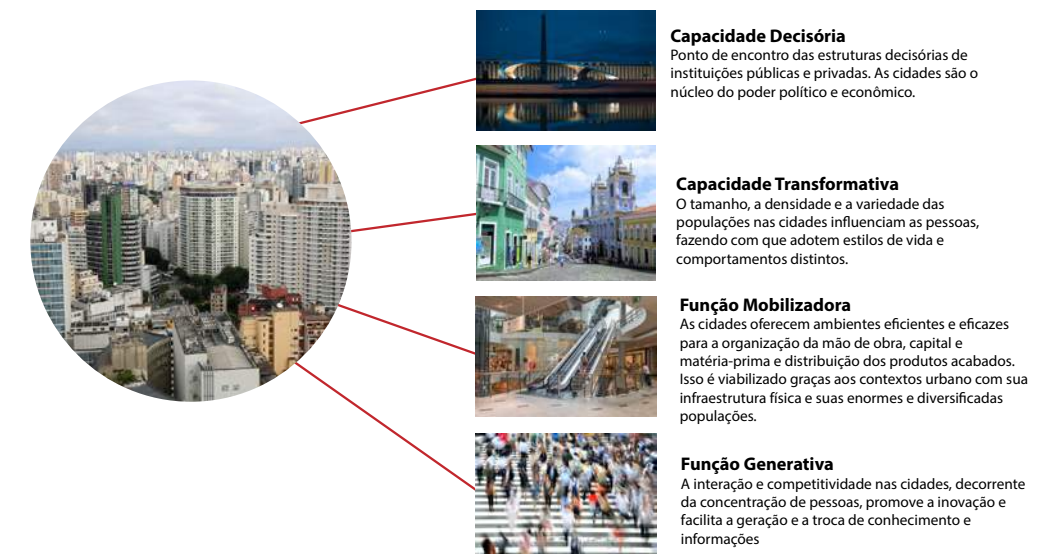 Capacidade Decisória
Ponto de encontro das estruturas decisórias de
instituições públicas e privadas. As cidades são o
núcleo do poder político e econômico.
Capacidade Transformativa
O tamanho, a densidade e a variedade das
populações nas cidades influenciam as pessoas,
fazendo com que adotem estilos de vida e
comportamentos distintos.
Função Mobilizadora
As cidades oferecem ambientes eficientes e eficazes
para a organização da mão de obra, capital e
matéria-prima e distribuição dos produtos acabados.
Isso é viabilizado graças aos contextos urbano com sua
infraestrutura física e suas enormes e diversificadas
populações.
Função Generativa
A interação e competitividade nas cidades, decorrente
da concentração de pessoas, promove a inovação e
facilita a geração e a troca de conhecimento e
informações